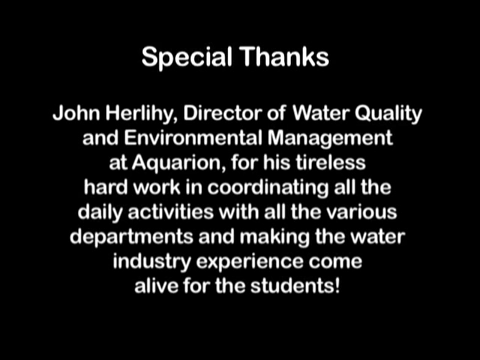 Special Thanks
John Herlihy, Director of Water Quality
and Environmental Management
at Aquarion, for his tireless
hard work in coordinating all the
daily activities with all the various
departments and making the water
industry experience come
alive for the students!